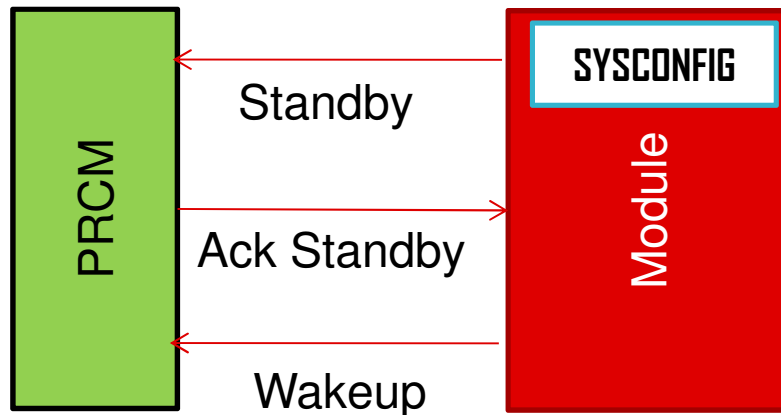 SYSCONFIG
Standby
PRCM
Module
Ack Standby
Wakeup